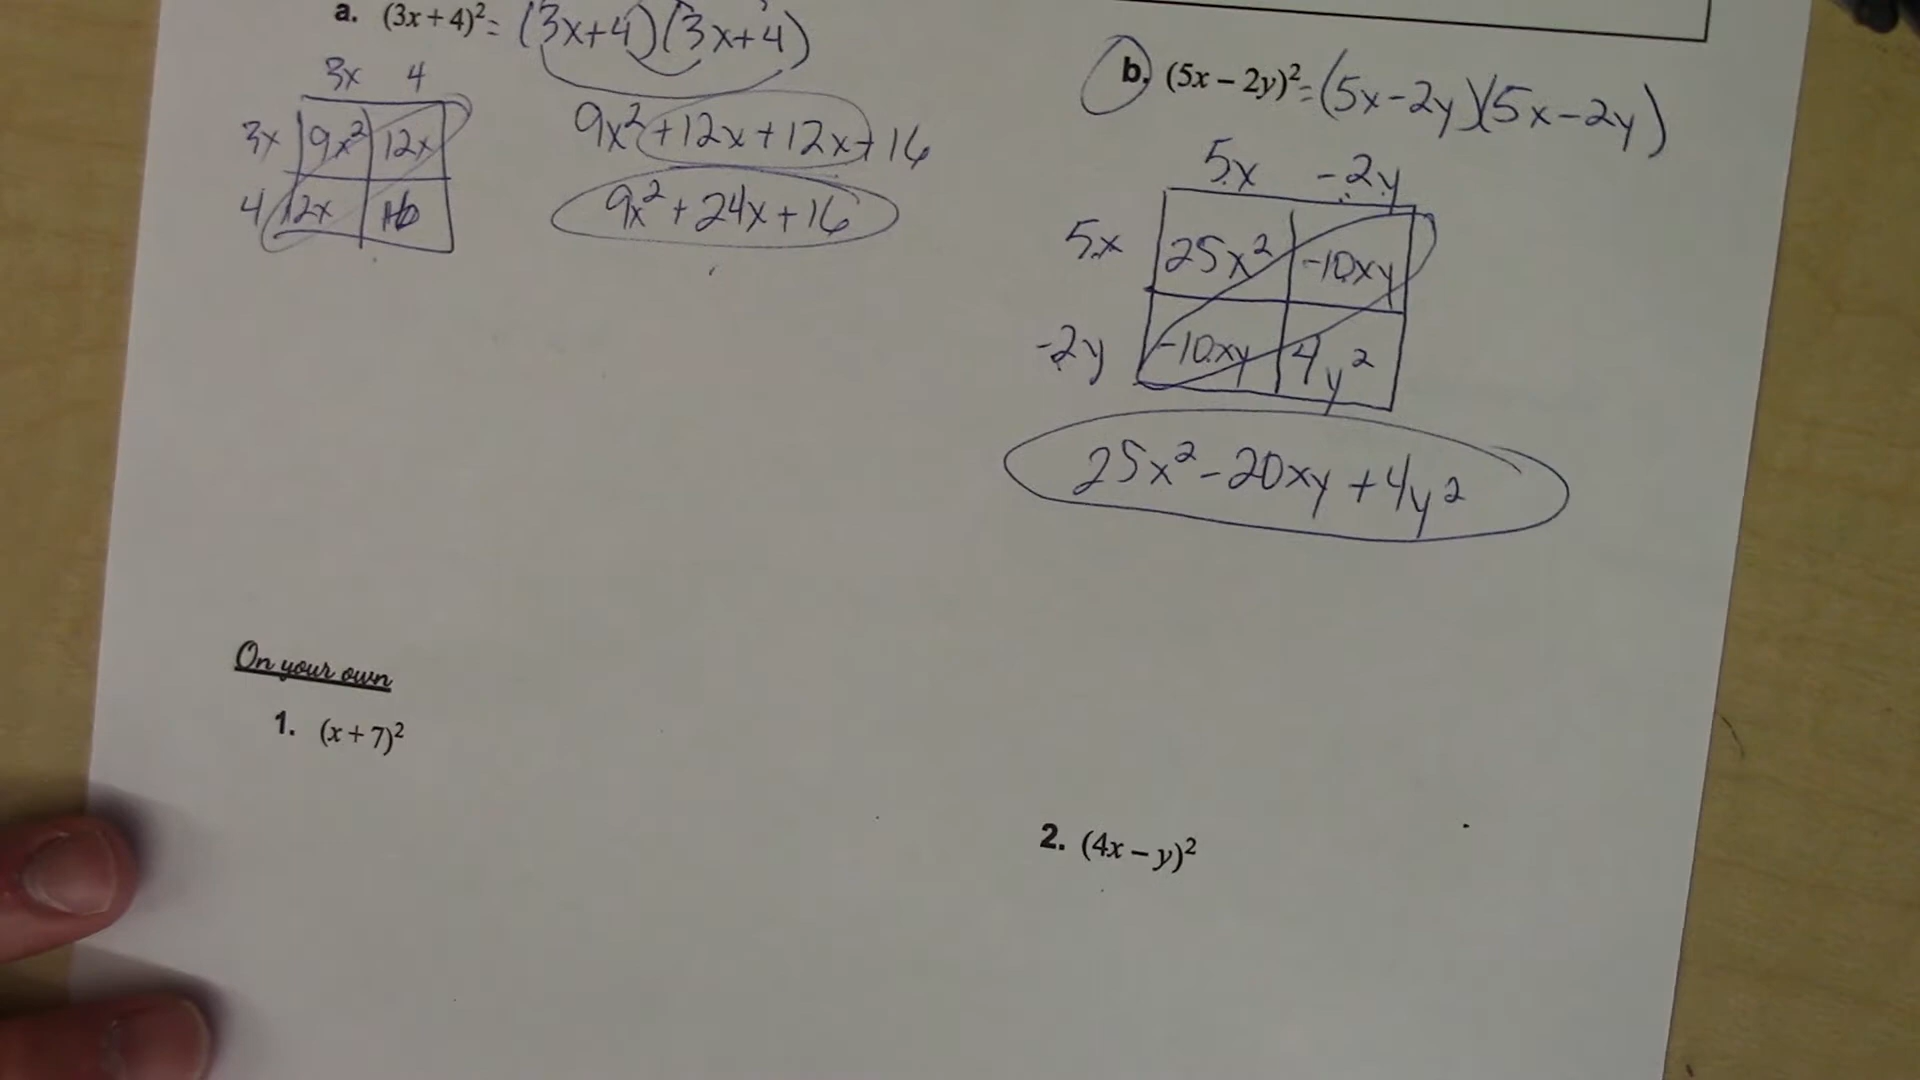 a. (3x + 4)² = (3x+4)(3x+4)
3x 4
3x 9x² 12x
4 12x 16
9x² + 12x + 12x + 16
9x² + 24x + 16
b. (5x – 2y)² = (5x-2y)(5x-2y)
5x -2y
5x 25x² -10xy
-2y -10xy 4y²
25x² - 20xy + 4y²
On your own
1. (x + 7)²
2. (4x – y)²